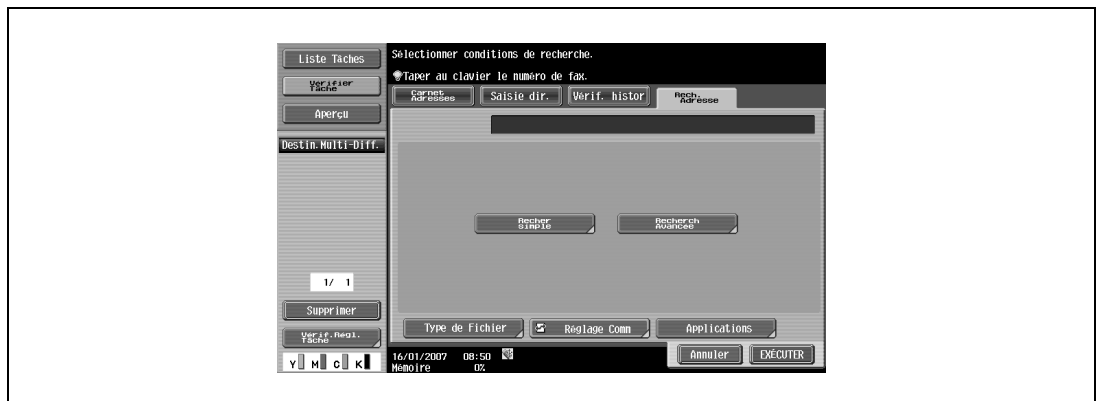 Liste Tâches
Vérifier
Tâche
Aperçu
Destin.Multi-Diff.
1/ 1
Supprimer
Vérif.Régl.
Tâche
Y M C K
Sélectionner conditions de recherche.
Taper au clavier le numéro de fax.
Carnet
Adresses
Saisie dir.
Vérif. histor
Rech.
Adresse
Recher
simple
Recherch
Avancée
Type de Fichier
Réglage Comm
Applications
16/01/2007 08:50
Mémoire 0%
Annuler
EXÉCUTER